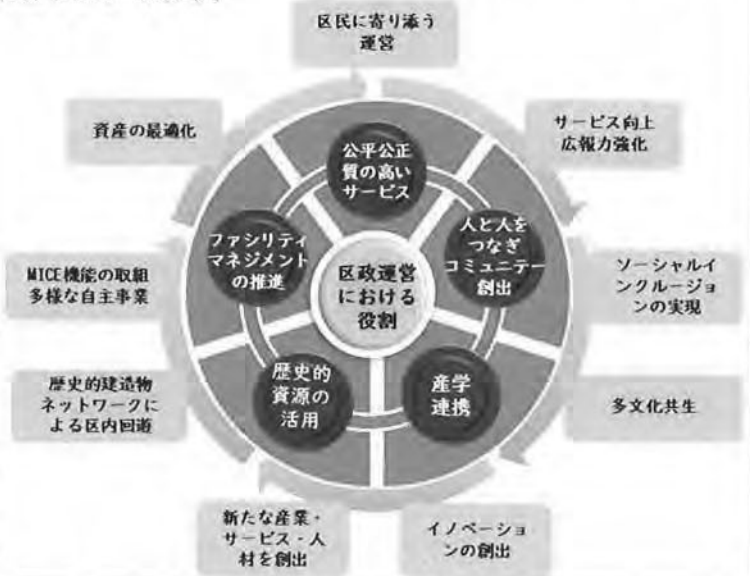 区民に寄り添う
運営
サービス向上
広報力強化
ソーシャルイ
ンクルージョ
ンの実現
多文化共生
イノベーショ
ンの創出
新たな産業・
サービス・人
材を創出
歴史的建造物
ネットワークに
よる区内回遊
MICE機能の取組
多様な自主事業
資産の最適化
公平公正
質の高い
サービス
人と人を
つなぎ
コミュニテー
創出
産学
連携
歴史的
資源の
活用
ファシリティ
マネジメント
の推進
区政運営
における
役割